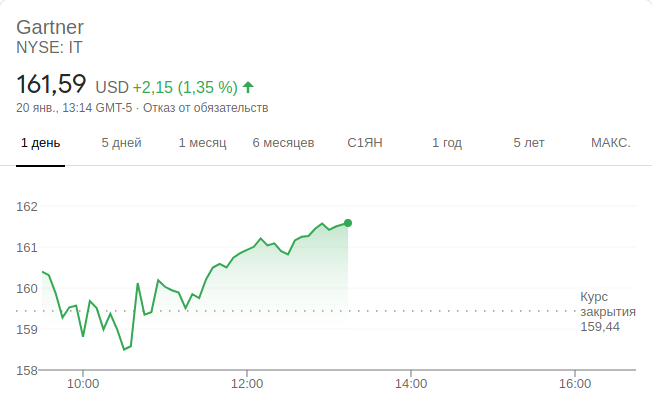 Gartner
NYSE: IT
161,59 USD +2,15 (1,35 %)
20 янв., 13:14 GMT-5 · Отказ от обязательств
1 день 5 дней 1 месяц 6 месяцев С1ЯН 1 год 5 лет МАКС.
162
161
160
159
158
Курс
закрытия
159,44
10:00 12:00 14:00 16:00